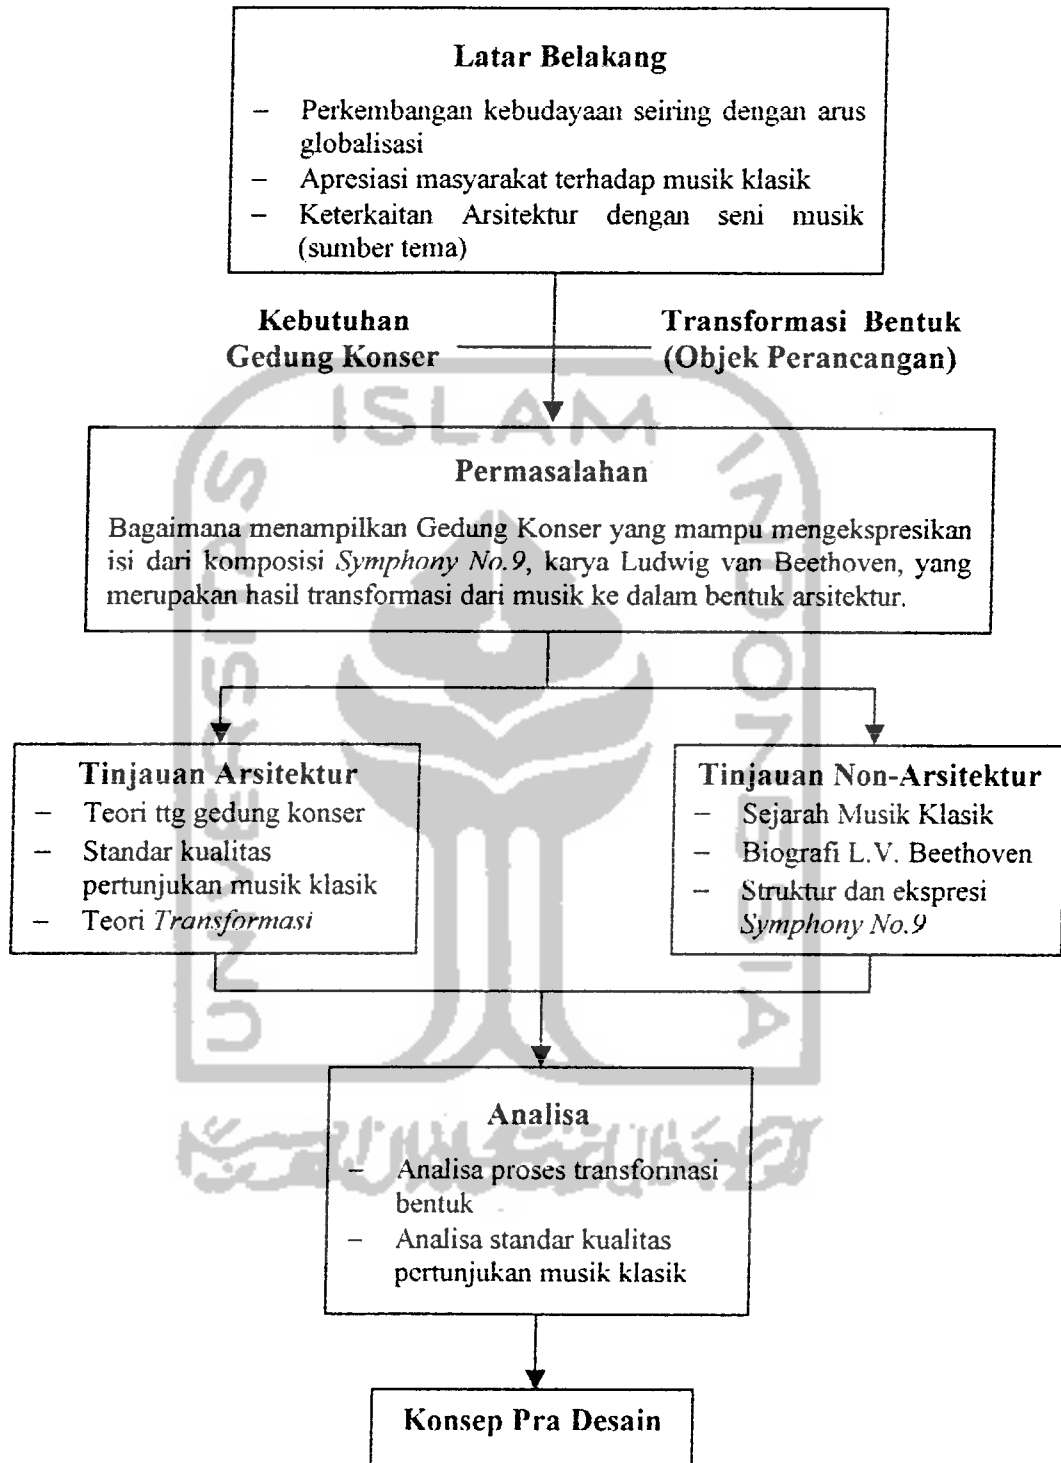 Latar Belakang
– Perkembangan kebudayaan seiring dengan arus
globalisasi
– Apresiasi masyarakat terhadap musik klasik
– Keterkaitan Arsitektur dengan seni musik
(sumber tema)
Kebutuhan
Gedung Konser
Transformasi Bentuk
(Objek Perancangan)
Permasalahan
Bagaimana menampilkan Gedung Konser yang mampu mengekspresikan
isi dari komposisi Symphony No.9, karya Ludwig van Beethoven, yang
merupakan hasil transformasi dari musik ke dalam bentuk arsitektur.
Tinjauan Arsitektur
– Teori ttg gedung konser
– Standar kualitas
pertunjukan musik klasik
– Teori Transformasi
Tinjauan Non-Arsitektur
– Sejarah Musik Klasik
– Biografi L.V. Beethoven
– Struktur dan ekspresi
Symphony No.9
Analisa
– Analisa proses transformasi
bentuk
– Analisa standar kualitas
pertunjukan musik klasik
Konsep Pra Desain
UNIVERSITAS
ISLAM
INDONESIA